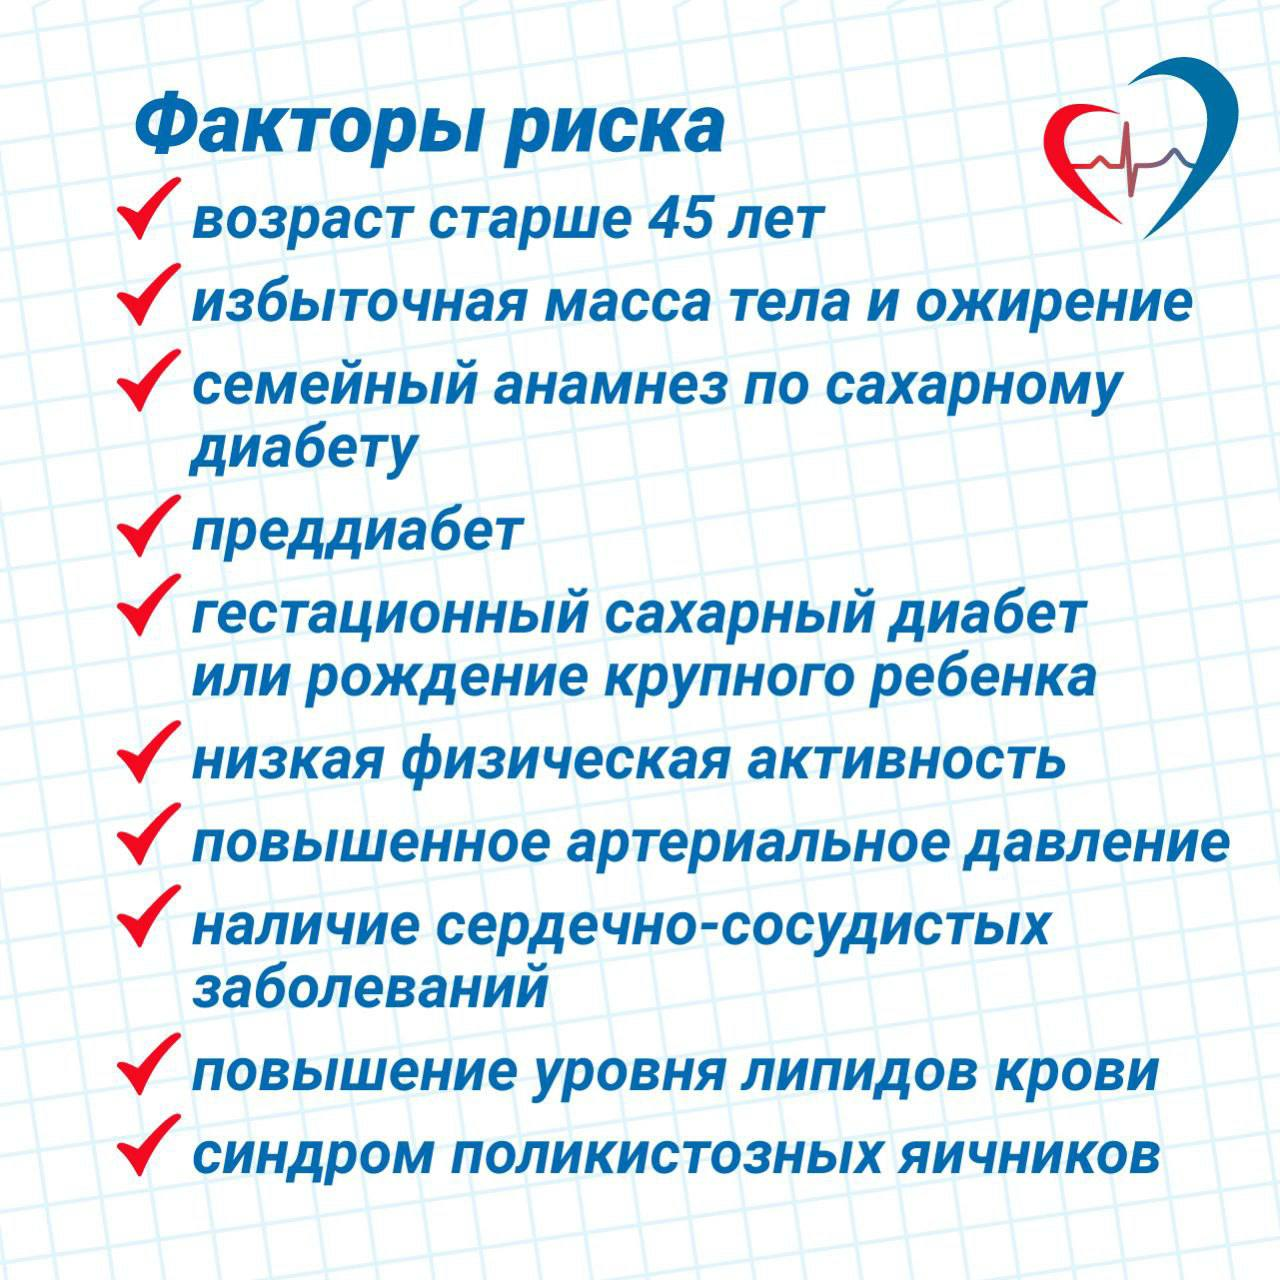 Факторы риска
возраст старше 45 лет
избыточная масса тела и ожирение
семейный анамнез по сахарному
диабету
преддиабет
гестационный сахарный диабет
или рождение крупного ребенка
низкая физическая активность
повышенное артериальное давление
наличие сердечно-сосудистых
заболеваний
повышение уровня липидов крови
синдром поликистозных яичников